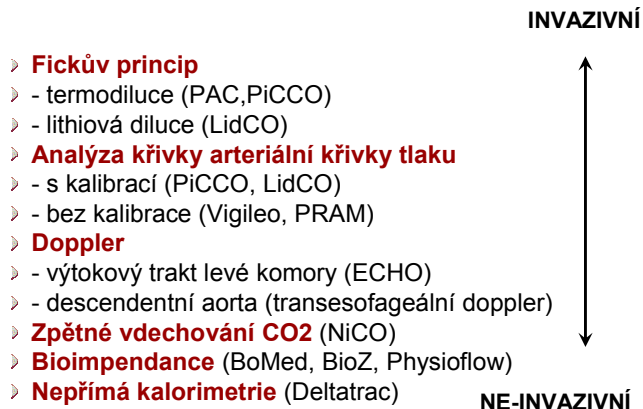 INVAZIVNÍ
Fickův princip
- termodiluce (PAC,PiCCO)
- lithiová diluce (LidCO)
Analýza křivky arteriální křivky tlaku
- s kalibrací (PiCCO, LidCO)
- bez kalibrace (Vigileo, PRAM)
Doppler
- výtokový trakt levé komory (ECHO)
- descendentní aorta (transesofageální doppler)
Zpětné vdechování CO2 (NiCO)
Bioimpendance (BoMed, BioZ, Physioflow)
Nepřímá kalorimetrie (Deltatrac)
NE-INVAZIVNÍ